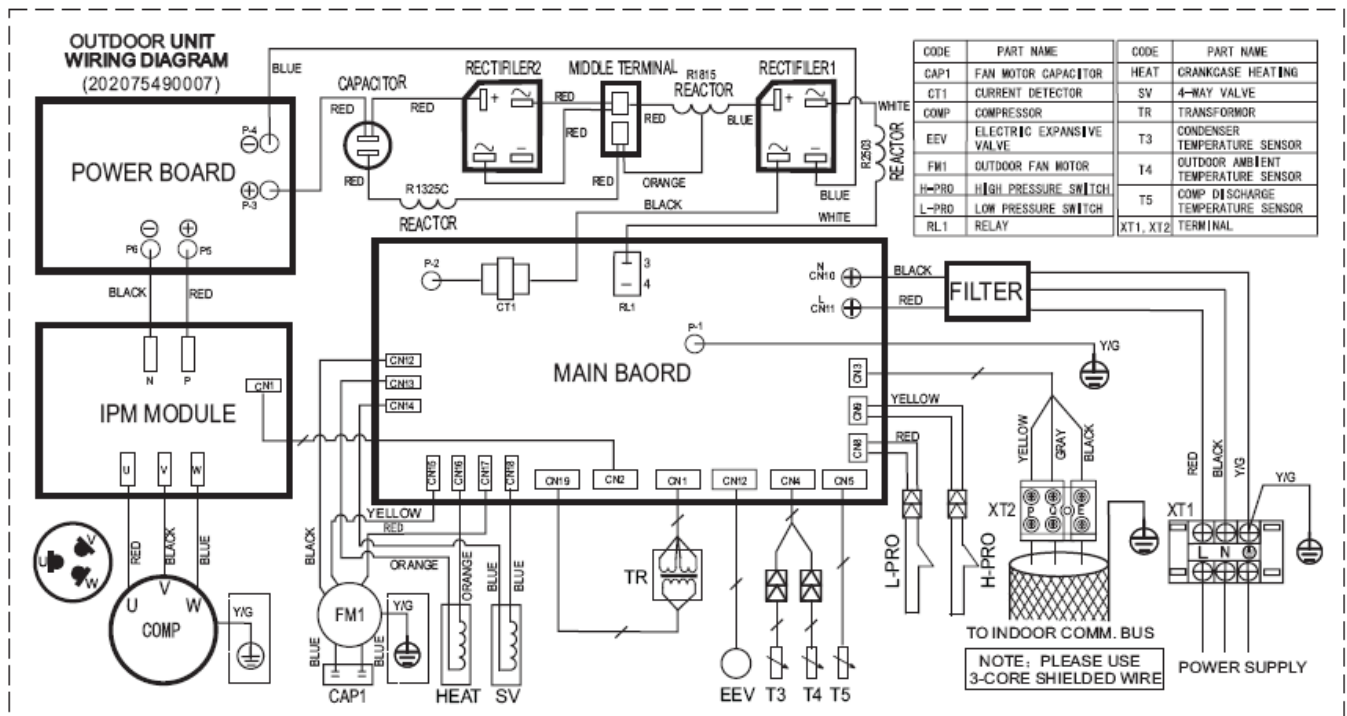 OUTDOOR UNIT
WIRING DIAGRAM
(202075490007)
BLUE
CAPACITOR
RED
RED
RECTIFILER2
MIDDLE TERMINAL
RED
RED
RED
R1815
REACTOR
BLUE
RECTIFILER1
WHITE
R2503
REACTOR
P-4
POWER BOARD
P-3
RED
R1325C
REACTOR
RED
ORANGE
BLACK
BLUE
WHITE
P6
P5
BLACK
RED
CODE PART NAME CODE PART NAME
CAP1 FAN MOTOR CAPACITOR HEAT CRANKCASE HEATING
CT1 CURRENT DETECTOR SV 4-WAY VALVE
COMP COMPRESSOR TR TRANSFORMOR
EEV ELECTRIC EXPANSIVE VALVE T3 CONDENSER TEMPERATURE SENSOR
FM1 OUTDOOR FAN MOTOR T4 OUTDOOR AMBIENT TEMPERATURE SENSOR
H-PRO HIGH PRESSURE SWITCH T5 COMP DISCHARGE TEMPERATURE SENSOR
L-PRO LOW PRESSURE SWITCH
RL1 RELAY XT1, XT2 TERMINAL
P-2
CT1
3
4
RL1
N
CN10
BLACK
L
CN11
RED
FILTER
P-1
Y/G
MAIN BAORD
CN12
CN13
CN14
CN3
CN9
YELLOW
CN8
RED
N
P
CN1
IPM MODULE
U
V
W
CN15
CN16
CN17
CN18
CN19
CN2
CN1
CN12
CN4
CN5
YELLOW
RED
ORANGE
BLACK
ORANGE
BLUE
BLUE
RED
BLACK
BLUE
U
V
W
U
V
W
COMP
Y/G
FM1
Y/G
BLUE
BLUE
CAP1
HEAT
SV
TR
EEV
T3
T4
T5
L-PRO
H-PRO
YELLOW
GRAY
BLACK
XT2
P
Q
E
TO INDOOR COMM. BUS
NOTE: PLEASE USE
3-CORE SHIELDED WIRE
RED
BLACK
Y/G
Y/G
XT1
L
N
POWER SUPPLY